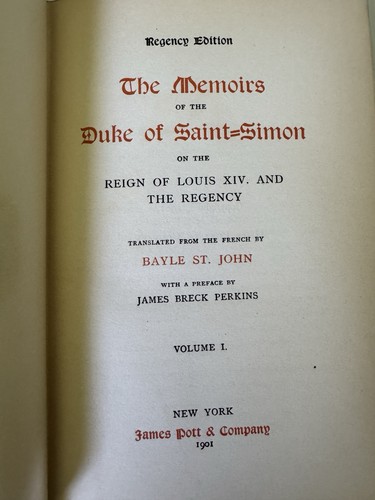 Regency Edition
The Memoirs
OF THE
Duke of Saint=Simon
ON THE
REIGN OF LOUIS XIV. AND
THE REGENCY
TRANSLATED FROM THE FRENCH BY
BAYLE ST. JOHN
WITH A PREFACE BY
JAMES BRECK PERKINS
VOLUME I.
NEW YORK
James Pott & Company
1901